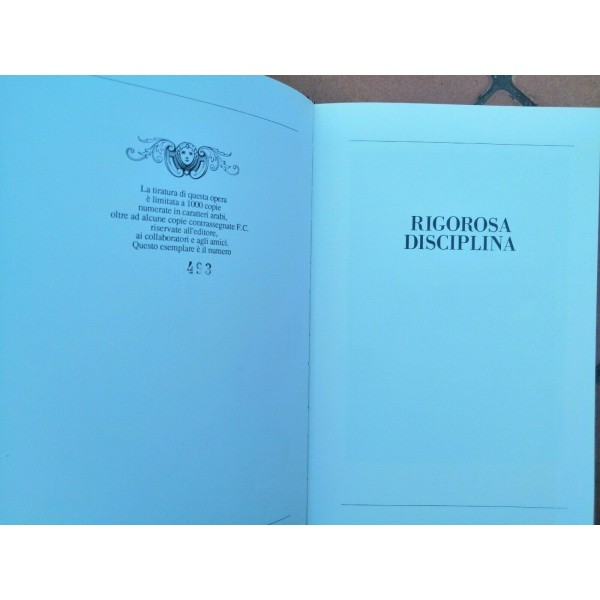 La tiratura di questa opera
è limitata a 1000 copie
numerate in caratteri arabi,
oltre ad alcune copie contrassegnate F.C.
riservate all'editore,
ai collaboratori e agli amici.
Questo esemplare è il numero
493
RIGOROSA
DISCIPLINA